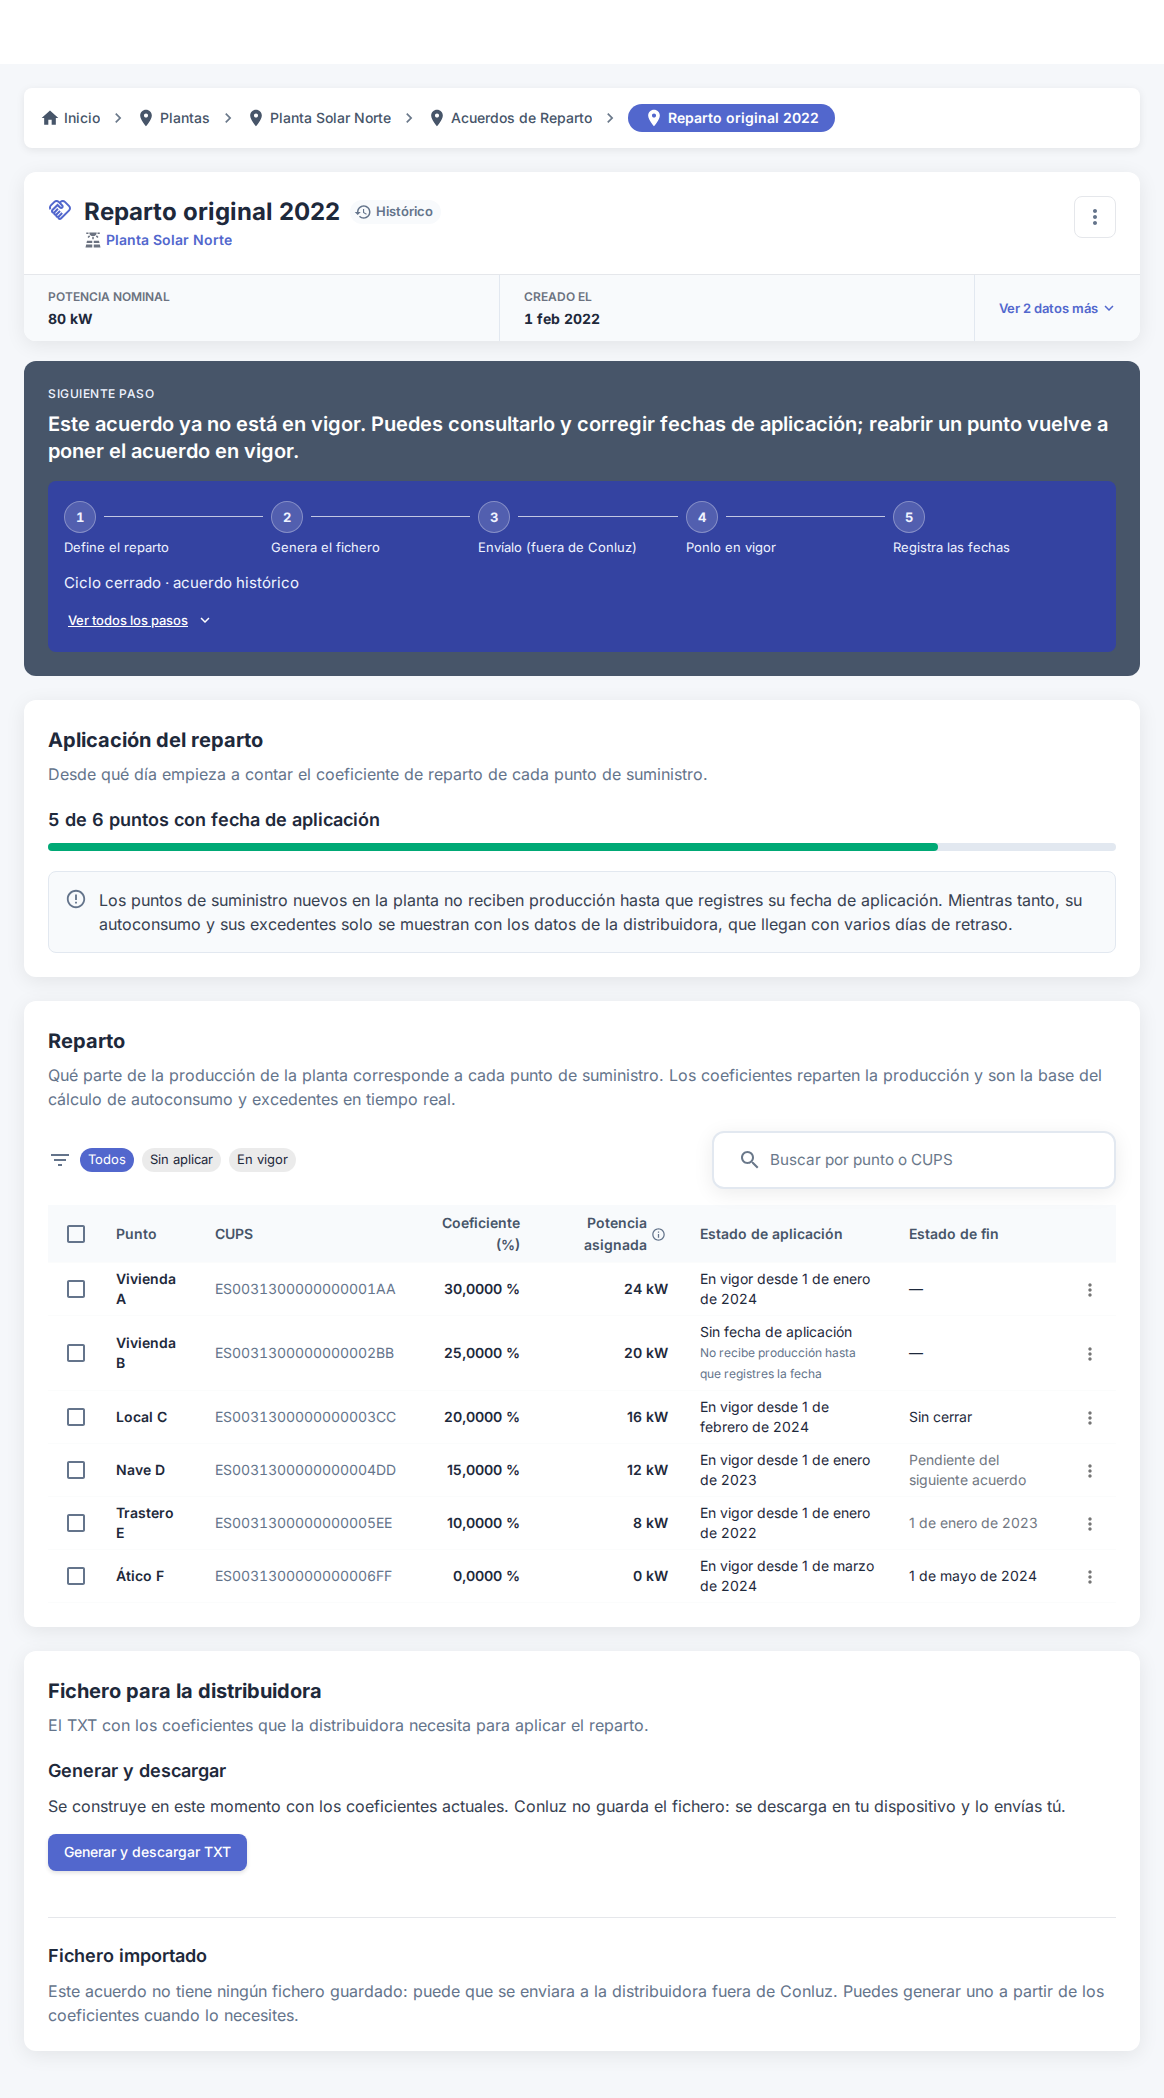 Inicio > Plantas > Planta Solar Norte > Acuerdos de Reparto > Reparto original 2022
Reparto original 2022 Histórico
Planta Solar Norte
POTENCIA NOMINAL
80 kW
CREADO EL
1 feb 2022
Ver 2 datos más
SIGUIENTE PASO
Este acuerdo ya no está en vigor. Puedes consultarlo y corregir fechas de aplicación; reabrir un punto vuelve a
poner el acuerdo en vigor.
1 2 3 4 5
Define el reparto Genera el fichero Envíalo (fuera de Conluz) Ponlo en vigor Registra las fechas
Ciclo cerrado · acuerdo histórico
Ver todos los pasos
Aplicación del reparto
Desde qué día empieza a contar el coeficiente de reparto de cada punto de suministro.
5 de 6 puntos con fecha de aplicación
Los puntos de suministro nuevos en la planta no reciben producción hasta que registres su fecha de aplicación. Mientras tanto, su
autoconsumo y sus excedentes solo se muestran con los datos de la distribuidora, que llegan con varios días de retraso.
Reparto
Qué parte de la producción de la planta corresponde a cada punto de suministro. Los coeficientes reparten la producción y son la base del
cálculo de autoconsumo y excedentes en tiempo real.
Todos Sin aplicar En vigor
Buscar por punto o CUPS
Punto CUPS Coeficiente (%) Potencia asignada Estado de aplicación Estado de fin
Vivienda A ES0031300000000001AA 30,0000 % 24 kW En vigor desde 1 de enero de 2024 —
Vivienda B ES0031300000000002BB 25,0000 % 20 kW Sin fecha de aplicación No recibe producción hasta que registres la fecha —
Local C ES0031300000000003CC 20,0000 % 16 kW En vigor desde 1 de febrero de 2024 Sin cerrar
Nave D ES0031300000000004DD 15,0000 % 12 kW En vigor desde 1 de enero de 2023 Pendiente del siguiente acuerdo
Trastero E ES0031300000000005EE 10,0000 % 8 kW En vigor desde 1 de enero de 2022 1 de enero de 2023
Ático F ES0031300000000006FF 0,0000 % 0 kW En vigor desde 1 de marzo de 2024 1 de mayo de 2024
Fichero para la distribuidora
El TXT con los coeficientes que la distribuidora necesita para aplicar el reparto.
Generar y descargar
Se construye en este momento con los coeficientes actuales. Conluz no guarda el fichero: se descarga en tu dispositivo y lo envías tú.
Generar y descargar TXT
Fichero importado
Este acuerdo no tiene ningún fichero guardado: puede que se enviara a la distribuidora fuera de Conluz. Puedes generar uno a partir de los
coeficientes cuando lo necesites.